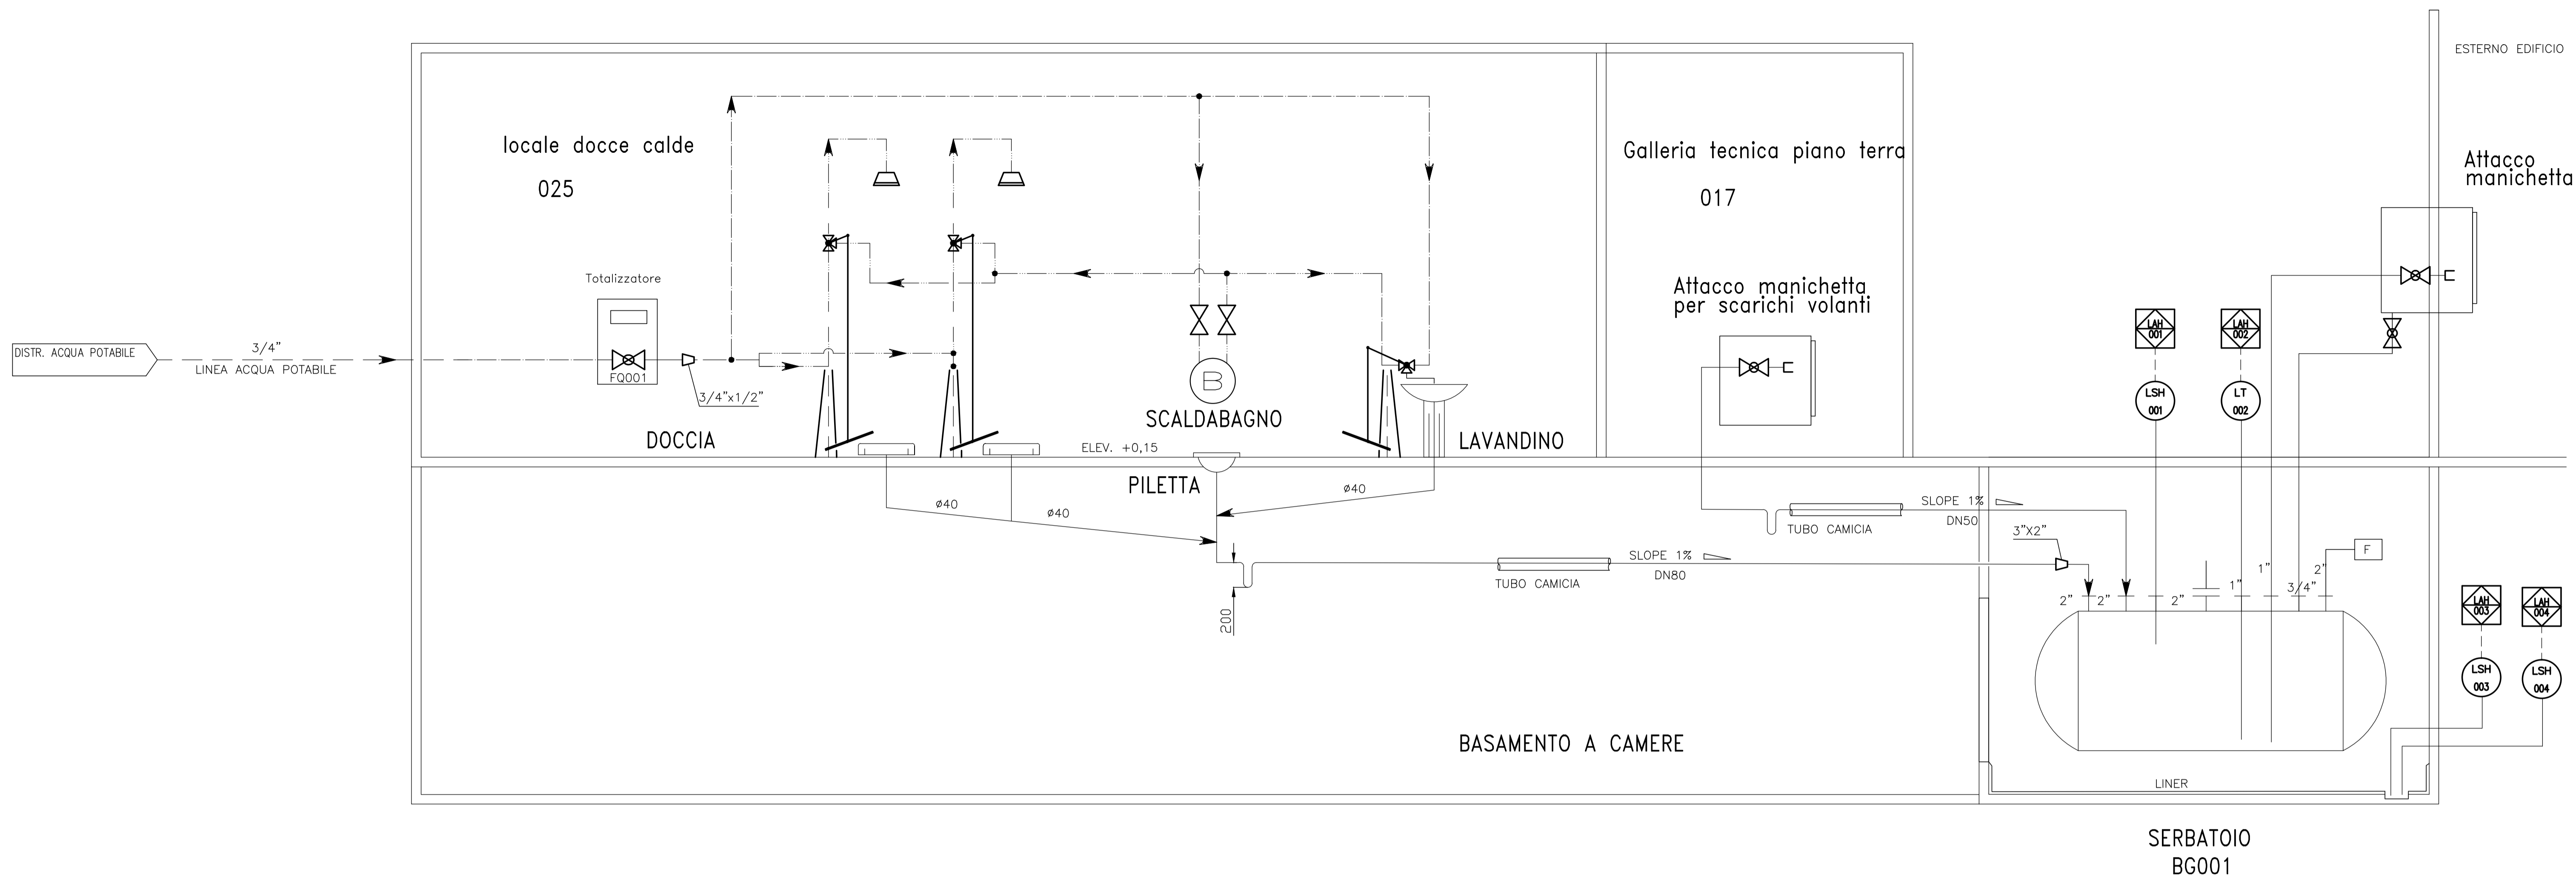 ESTERNO EDIFICIO
locale docce calde
025
Galleria tecnica piano terra
017
Attacco
manichetta
Totalizzatore
FQ001
DISTR. ACQUA POTABILE
3/4"
LINEA ACQUA POTABILE
3/4"x1/2"
Attacco manichetta
per scarichi volanti
B
SCALDABAGNO
DOCCIA
LAVANDINO
ELEV. +0,15
PILETTA
ø40
ø40
ø40
200
TUBO CAMICIA
SLOPE 1%
DN80
TUBO CAMICIA
SLOPE 1%
DN50
3"X2"
LAH
001
LAH
002
LSH
001
LT
002
F
2"
2"
2"
1"
1"
3/4"
2"
LAH
003
LAH
004
LSH
003
LSH
004
BASAMENTO A CAMERE
LINER
SERBATOIO
BG001